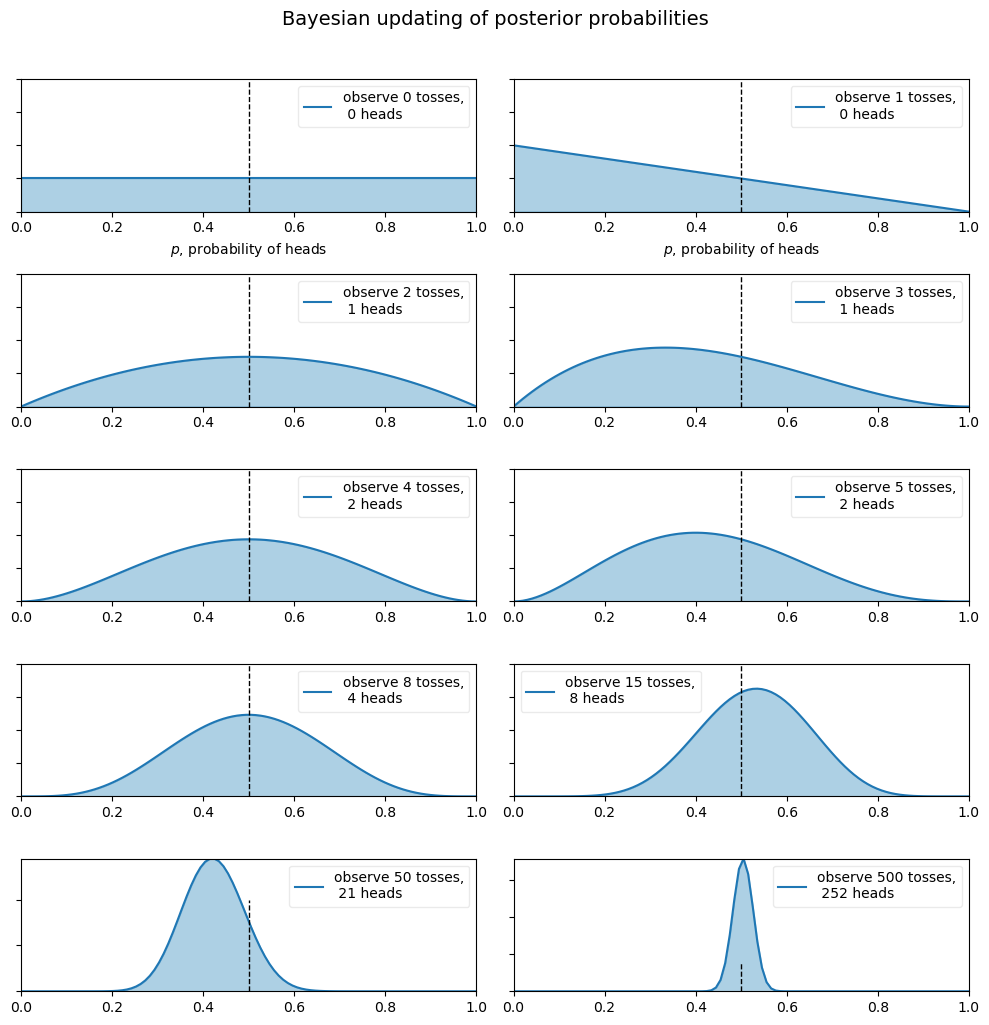 Bayesian updating of posterior probabilities
observe 0 tosses,
0 heads
0.0 0.2 0.4 0.6 0.8 1.0
p, probability of heads
observe 1 tosses,
0 heads
0.0 0.2 0.4 0.6 0.8 1.0
p, probability of heads
observe 2 tosses,
1 heads
0.0 0.2 0.4 0.6 0.8 1.0
observe 3 tosses,
1 heads
0.0 0.2 0.4 0.6 0.8 1.0
observe 4 tosses,
2 heads
0.0 0.2 0.4 0.6 0.8 1.0
observe 5 tosses,
2 heads
0.0 0.2 0.4 0.6 0.8 1.0
observe 8 tosses,
4 heads
0.0 0.2 0.4 0.6 0.8 1.0
observe 15 tosses,
8 heads
0.0 0.2 0.4 0.6 0.8 1.0
observe 50 tosses,
21 heads
0.0 0.2 0.4 0.6 0.8 1.0
observe 500 tosses,
252 heads
0.0 0.2 0.4 0.6 0.8 1.0